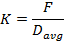 K = F / D_avg